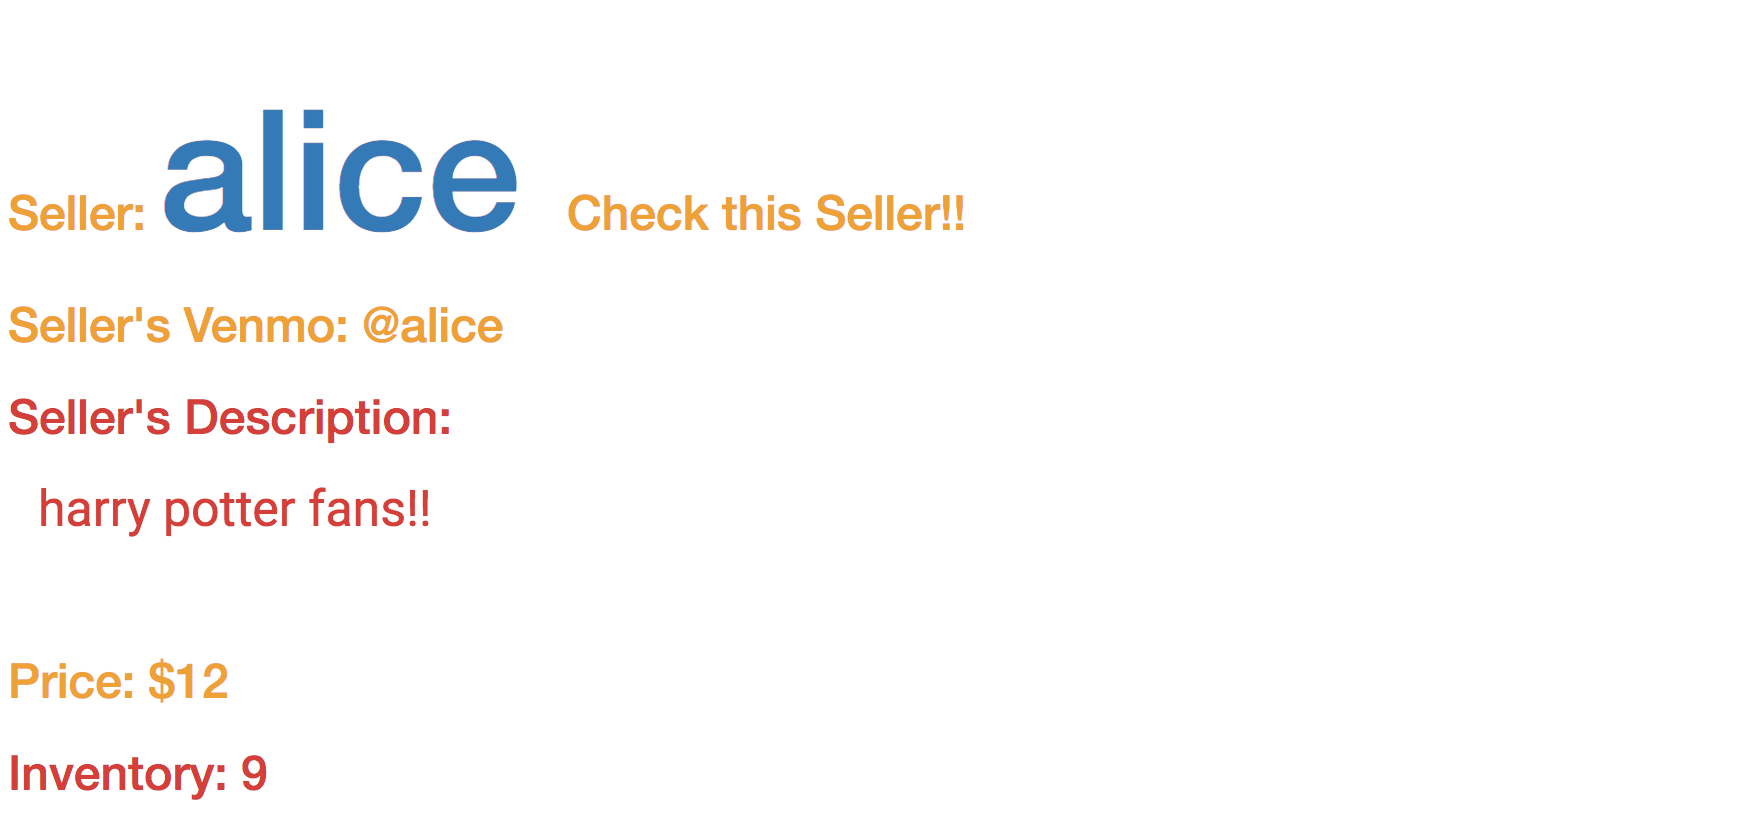 Seller: alice Check this Seller!!
Seller's Venmo: @alice
Seller's Description:
harry potter fans!!
Price: $12
Inventory: 9